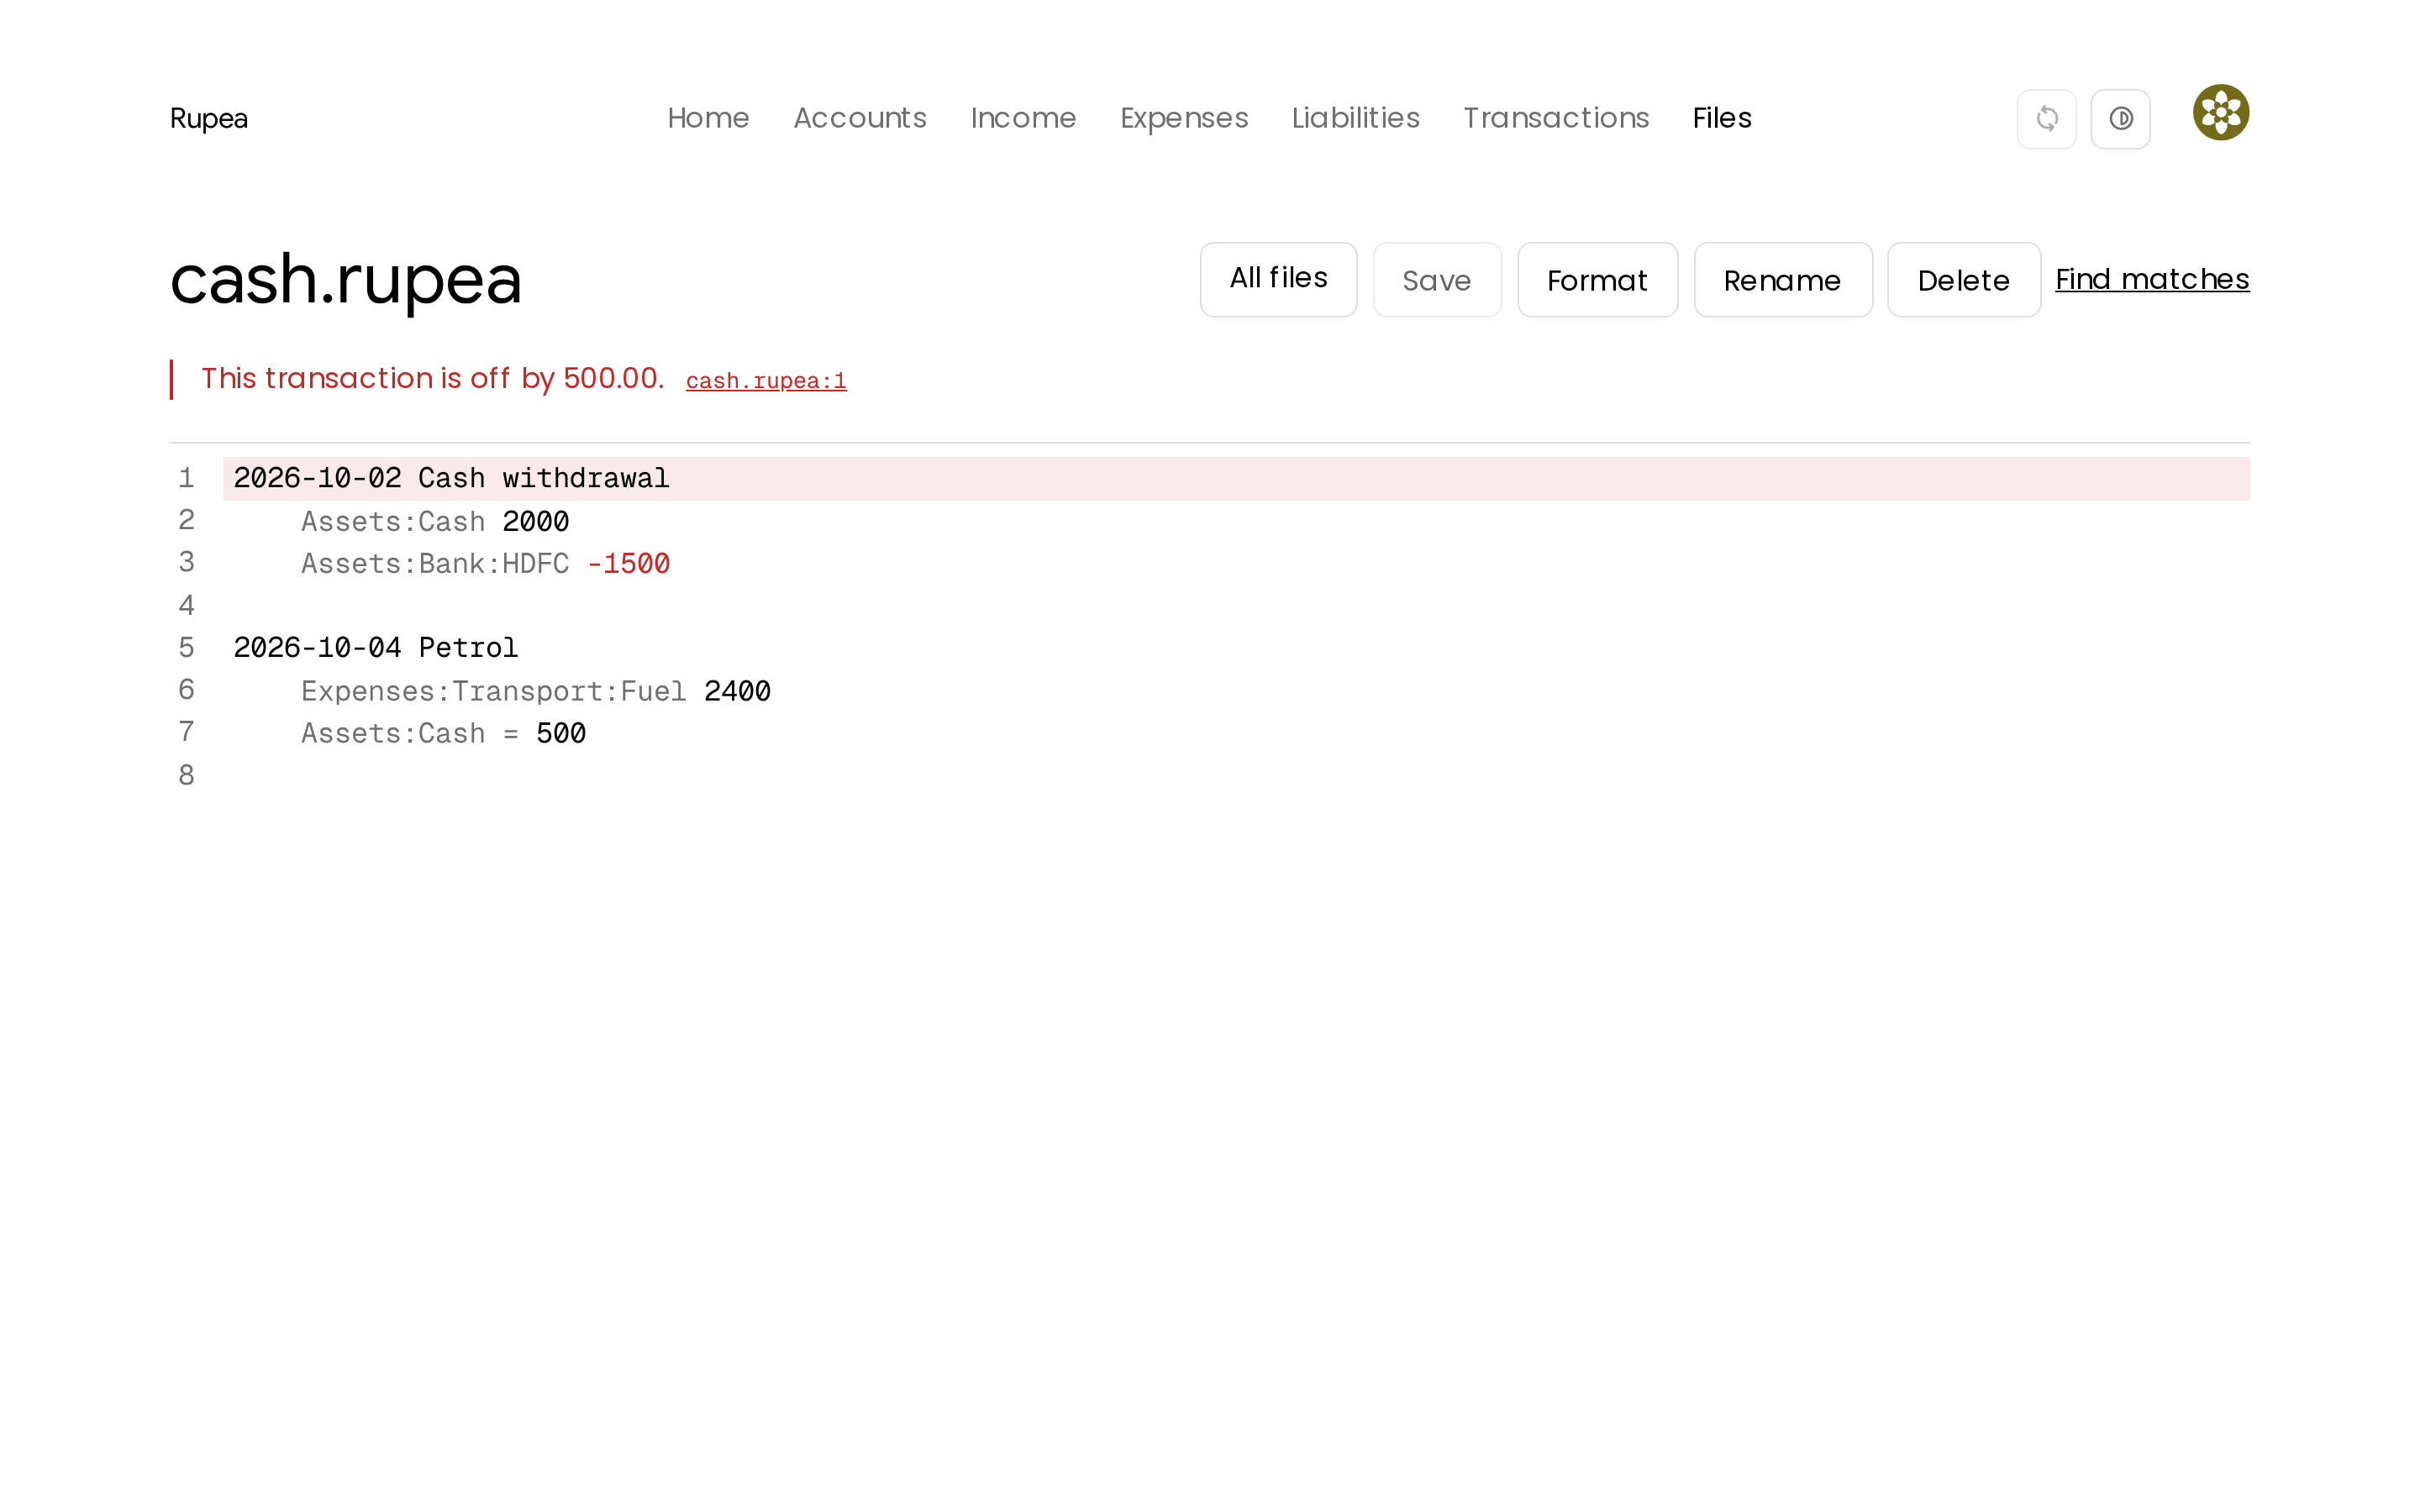 Rupea
Home Accounts Income Expenses Liabilities Transactions Files
cash.rupea
All files Save Format Rename Delete Find matches
This transaction is off by 500.00. cash.rupea:1
1 2026-10-02 Cash withdrawal
2 Assets:Cash 2000
3 Assets:Bank:HDFC -1500
4
5 2026-10-04 Petrol
6 Expenses:Transport:Fuel 2400
7 Assets:Cash = 500
8